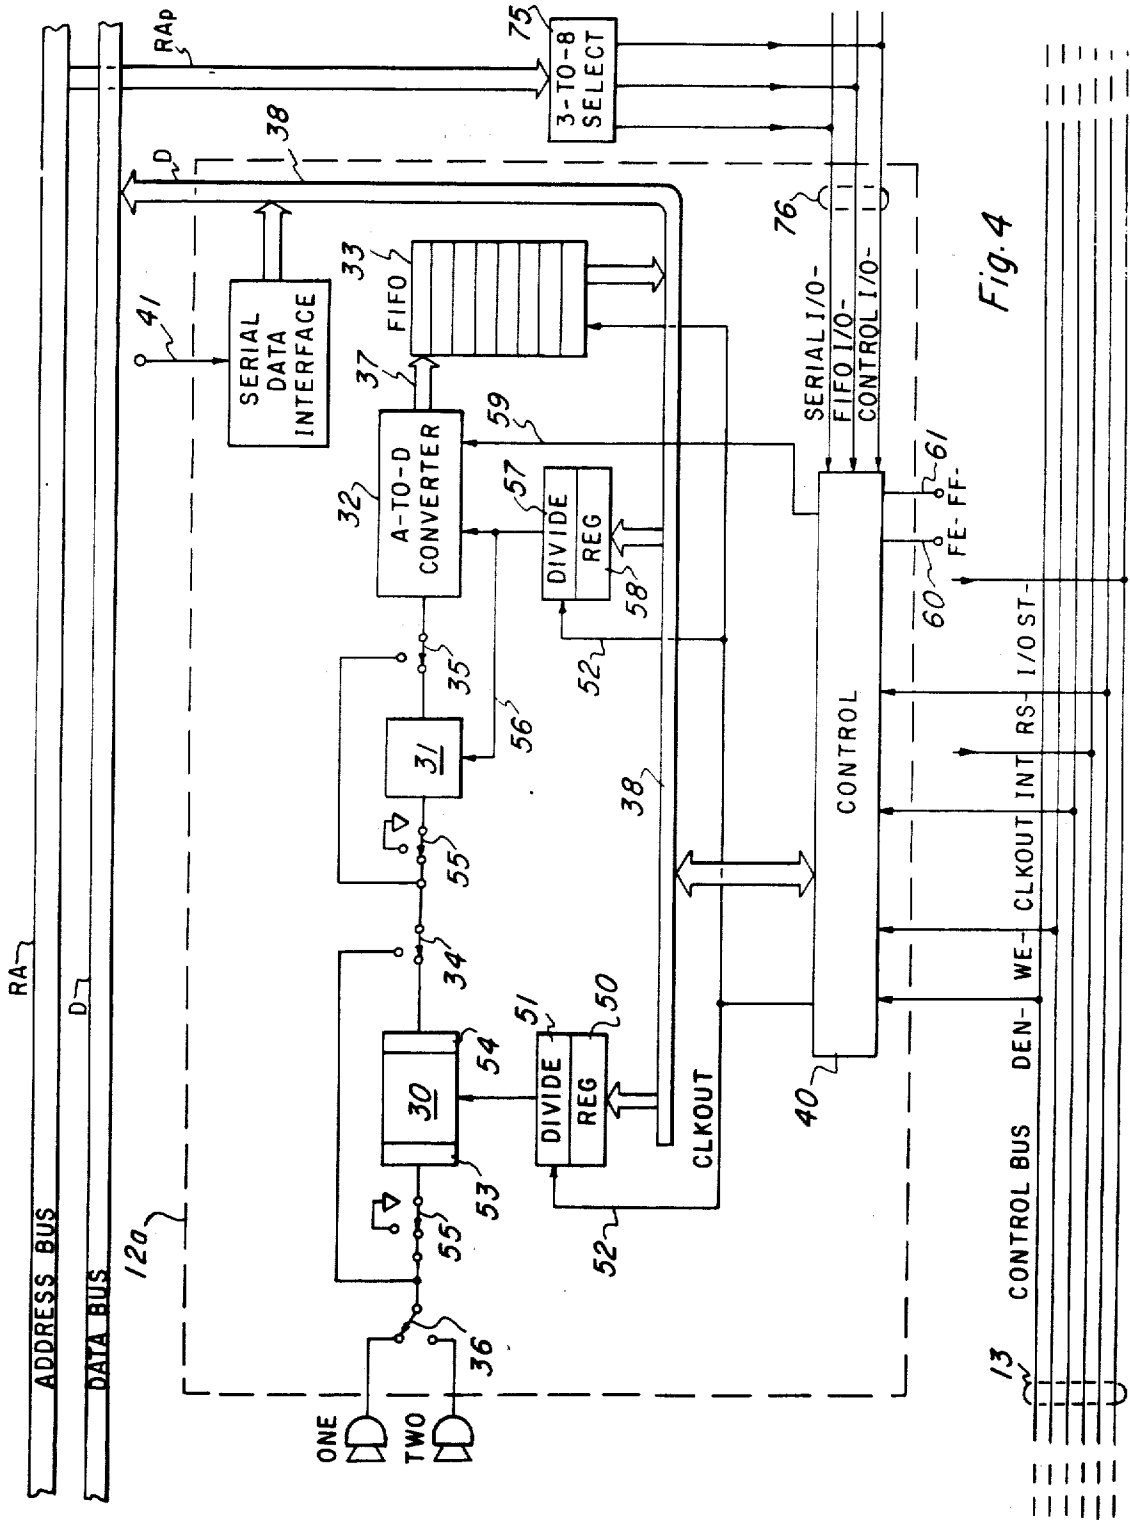 ADDRESS BUS
RA
RAp
DATA BUS
D
D
38
12a
41
SERIAL
DATA
INTERFACE
75
3-TO-8
SELECT
ONE
TWO
36
55
53
30
54
34
55
31
35
56
32
A-TO-D
CONVERTER
37
FIFO
33
59
51
DIVIDE
REG
50
52
57
DIVIDE
REG
58
52
38
CLKOUT
76
SERIAL I/O-
FIFO I/O-
CONTROL I/O-
CONTROL
40
60
61
FE-
FF-
CONTROL BUS
DEN-
WE-
CLKOUT
INT
RS-
I/O ST-
13
Fig. 4